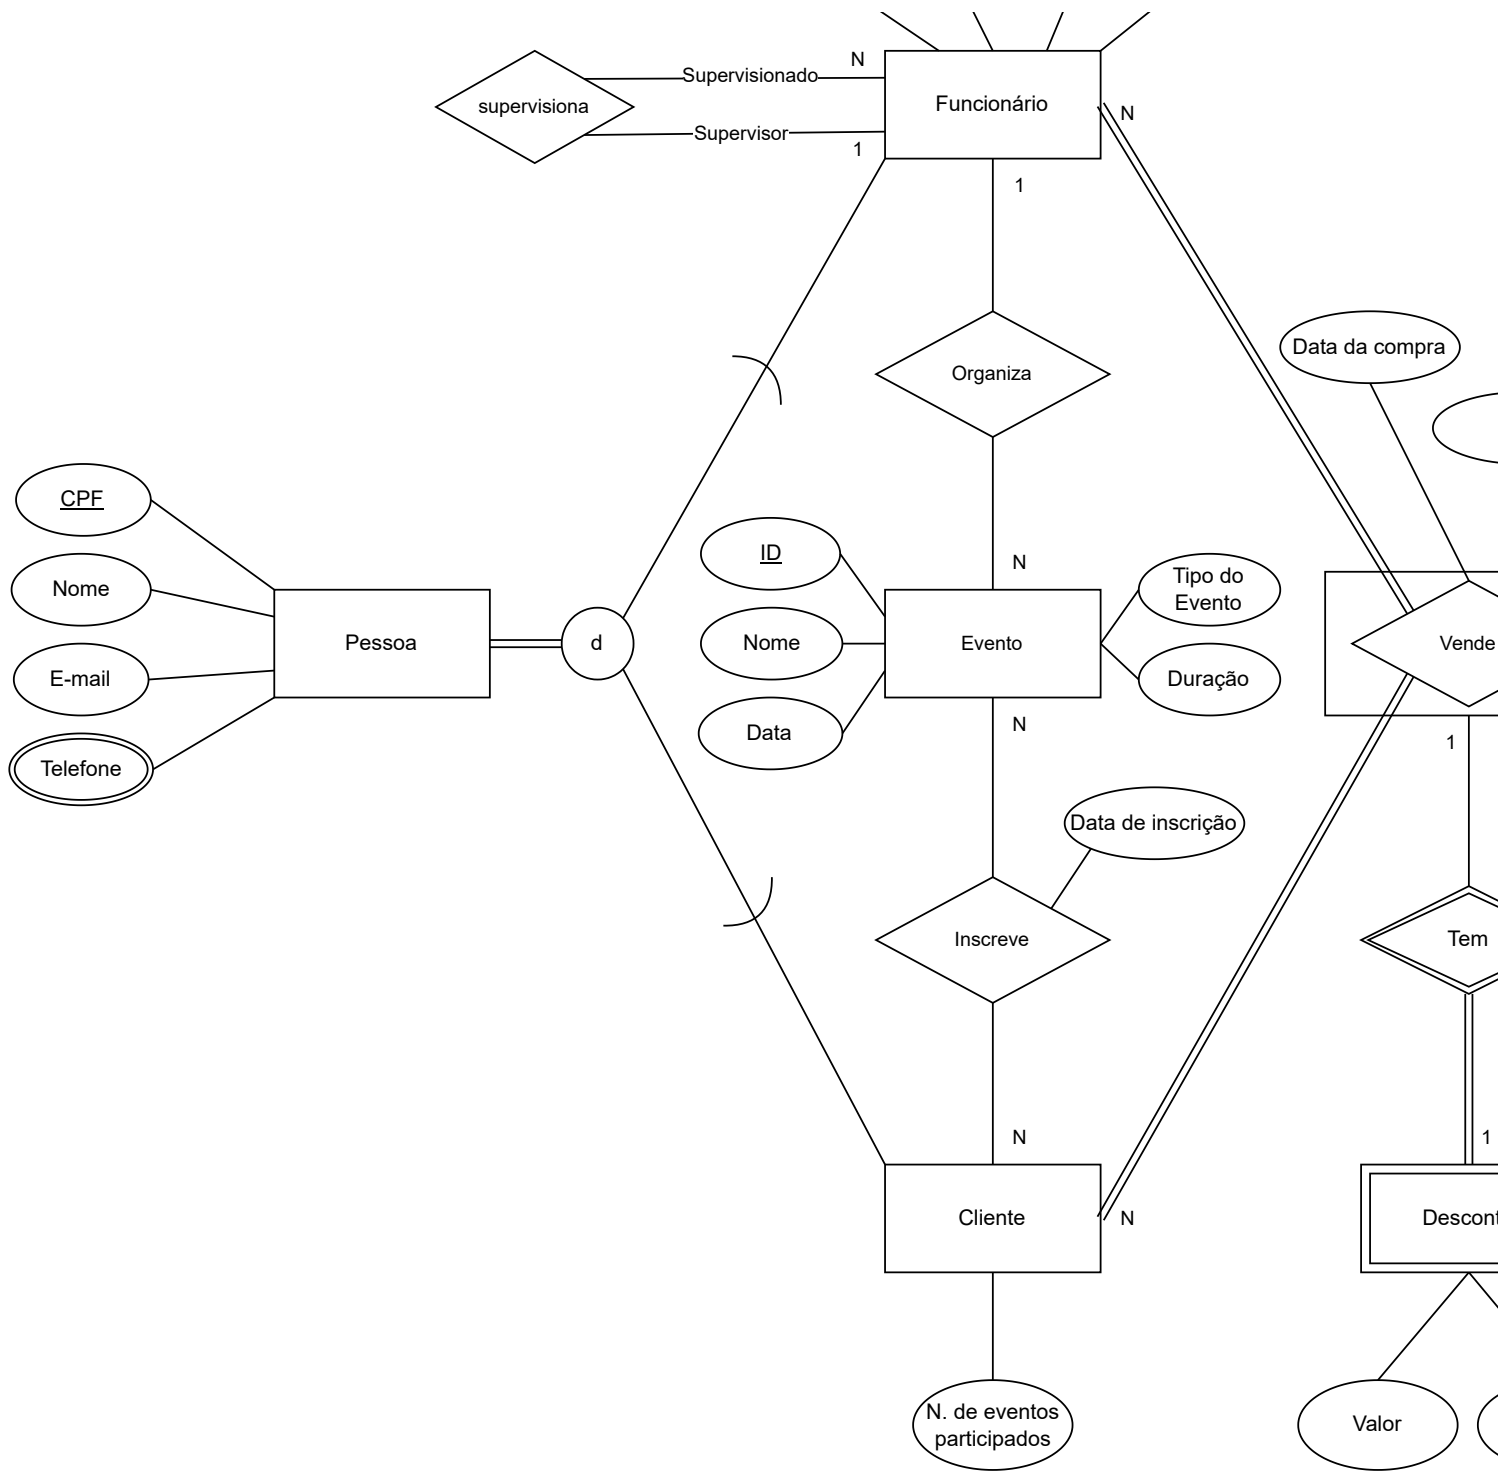 Supervisionado
N
supervisiona
Funcionário
N
Supervisor
1
1
Data da compra
Organiza
CPF
ID
N
Tipo do
Evento
Nome
Pessoa
d
Nome
Evento
Vende
E-mail
Duração
Data
N
1
Telefone
Data de inscrição
Inscreve
Tem
N
1
Cliente
N
Descont
N. de eventos
participados
Valor